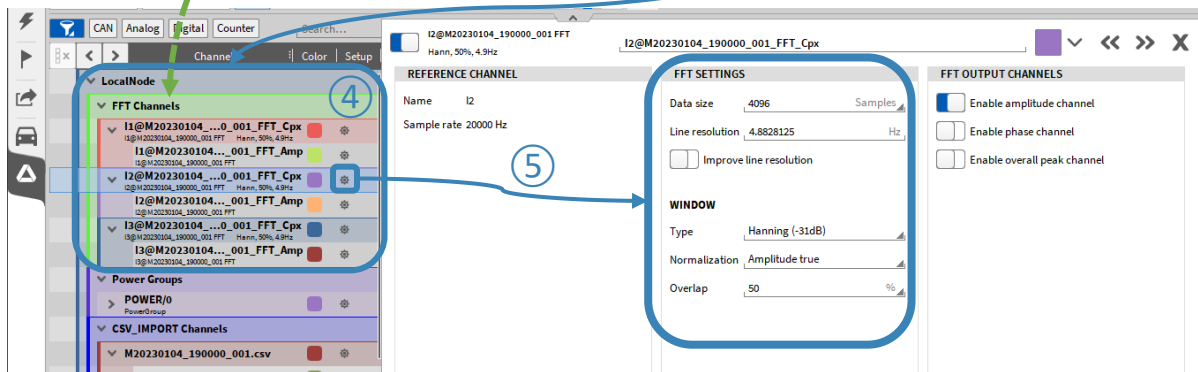 CAN Analog Digital Counter Search...
Channel Color Setup
LocalNode
④
FFT Channels
I1@M20230104_...0_001_FFT_Cpx
I1@M20230104_190000_001 FFT Hann, 50%, 4.9Hz
I1@M20230104..._001_FFT_Amp
I1@M20230104_190000_001 FFT
I2@M20230104_...0_001_FFT_Cpx
I2@M20230104_190000_001 FFT Hann, 50%, 4.9Hz
I2@M20230104..._001_FFT_Amp
I2@M20230104_190000_001 FFT
I3@M20230104_...0_001_FFT_Cpx
I3@M20230104_190000_001 FFT Hann, 50%, 4.9Hz
I3@M20230104..._001_FFT_Amp
I3@M20230104_190000_001 FFT
Power Groups
POWER/0
PowerGroup
CSV_IMPORT Channels
M20230104_190000_001.csv
⑤
I2@M20230104_190000_001 FFT
Hann, 50%, 4.9Hz
I2@M20230104_190000_001_FFT_Cpx
REFERENCE CHANNEL
Name I2
Sample rate 20000 Hz
FFT SETTINGS
Data size 4096 Samples
Line resolution 4.8828125 Hz
Improve line resolution
WINDOW
Type Hanning (-31dB)
Normalization Amplitude true
Overlap 50 %
FFT OUTPUT CHANNELS
Enable amplitude channel
Enable phase channel
Enable overall peak channel